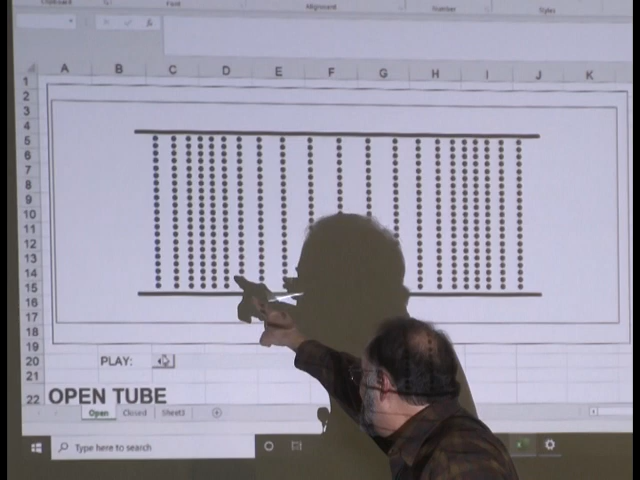 Font
Alignment
Number
Styles
A B C D E F G H I J K
1
2
3
4
5
6
7
8
9
10
11
12
13
14
15
16
17
18
19
20
PLAY:
21
22
OPEN TUBE
Open Closed Sheet3
Type here to search